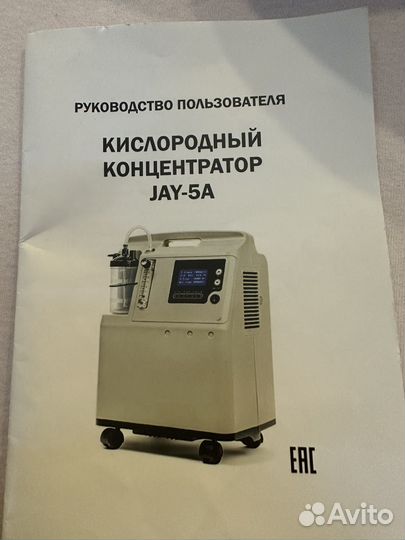 РУКОВОДСТВО ПОЛЬЗОВАТЕЛЯ
КИСЛОРОДНЫЙ
КОНЦЕНТРАТОР
JAY-5A
EAC
Avito